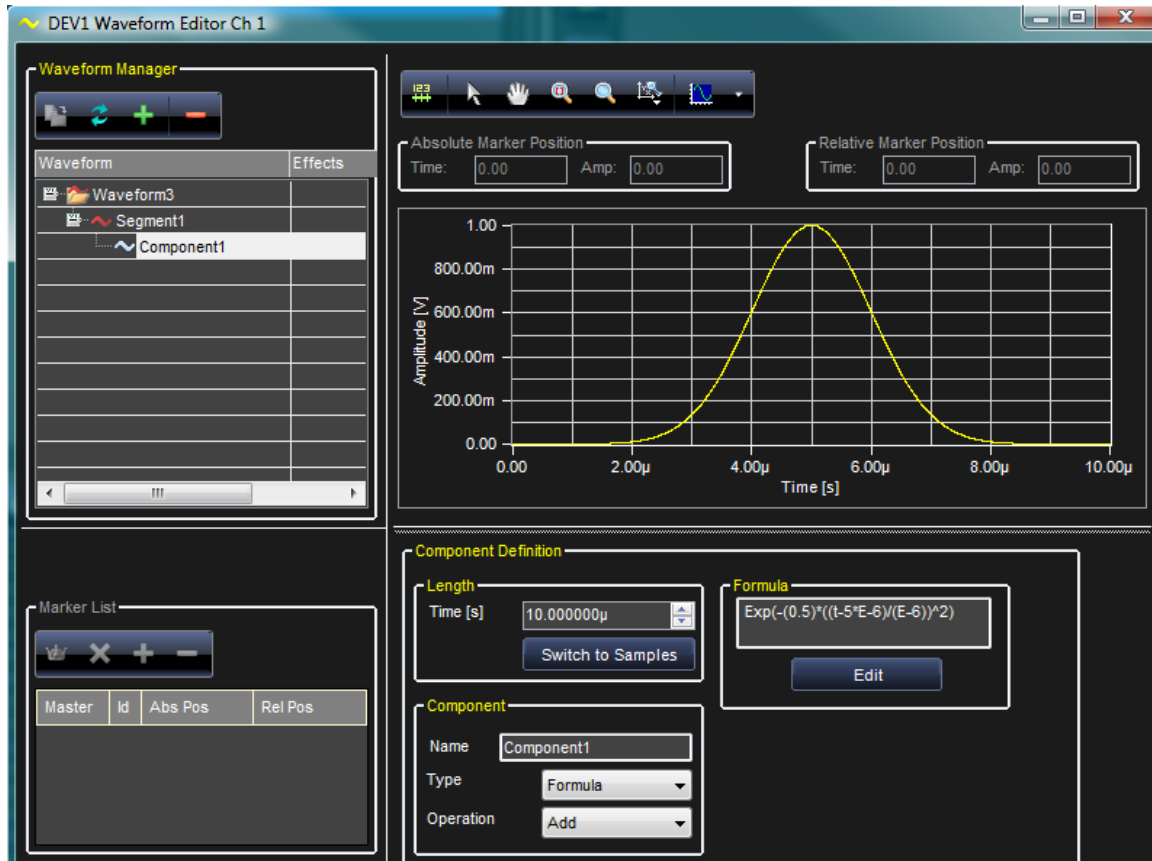 DEV1 Waveform Editor Ch 1
Waveform Manager
Waveform Effects
Waveform3
Segment1
Component1
Marker List
Master Id Abs Pos Rel Pos
123
Absolute Marker Position
Time: 0.00 Amp: 0.00
Relative Marker Position
Time: 0.00 Amp: 0.00
Amplitude [V]
1.00
800.00m
600.00m
400.00m
200.00m
0.00
0.00 2.00µ 4.00µ 6.00µ 8.00µ 10.00µ
Time [s]
Component Definition
Length
Time [s] 10.000000µ
Switch to Samples
Formula
Exp(-(0.5)*((t-5*E-6)/(E-6))^2)
Edit
Component
Name Component1
Type Formula
Operation Add